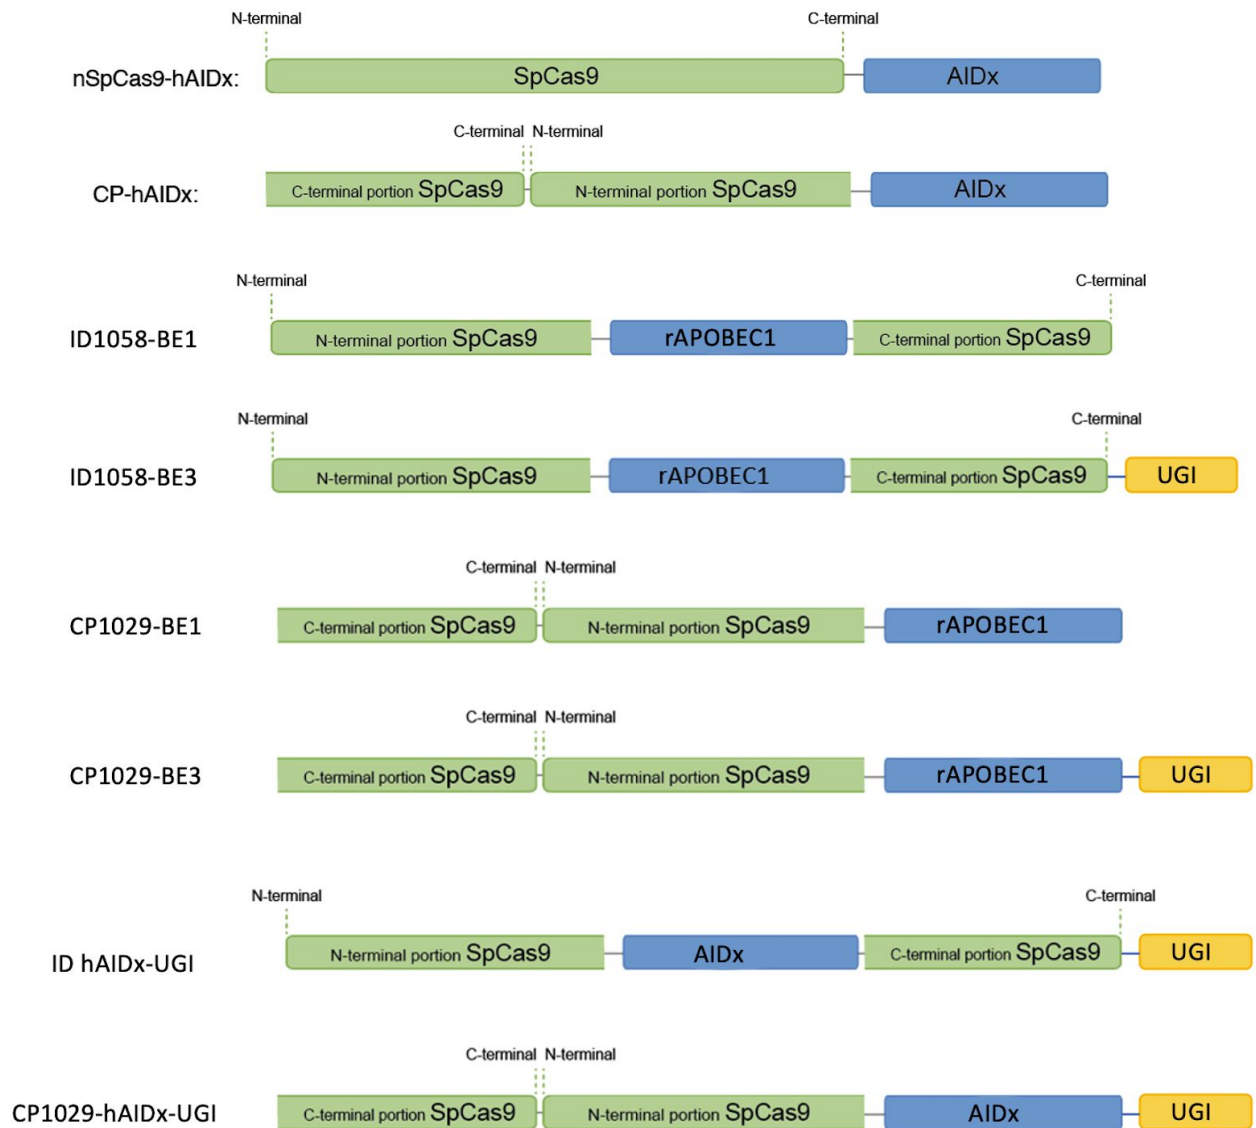 N-terminal C-terminal
nSpCas9-hAIDx: SpCas9 AIDx
C-terminal N-terminal
CP-hAIDx: C-terminal portion SpCas9 N-terminal portion SpCas9 AIDx
N-terminal C-terminal
ID1058-BE1 N-terminal portion SpCas9 rAPOBEC1 C-terminal portion SpCas9
N-terminal C-terminal
ID1058-BE3 N-terminal portion SpCas9 rAPOBEC1 C-terminal portion SpCas9 UGI
C-terminal N-terminal
CP1029-BE1 C-terminal portion SpCas9 N-terminal portion SpCas9 rAPOBEC1
C-terminal N-terminal
CP1029-BE3 C-terminal portion SpCas9 N-terminal portion SpCas9 rAPOBEC1 UGI
N-terminal C-terminal
ID hAIDx-UGI N-terminal portion SpCas9 AIDx C-terminal portion SpCas9 UGI
C-terminal N-terminal
CP1029-hAIDx-UGI C-terminal portion SpCas9 N-terminal portion SpCas9 AIDx UGI